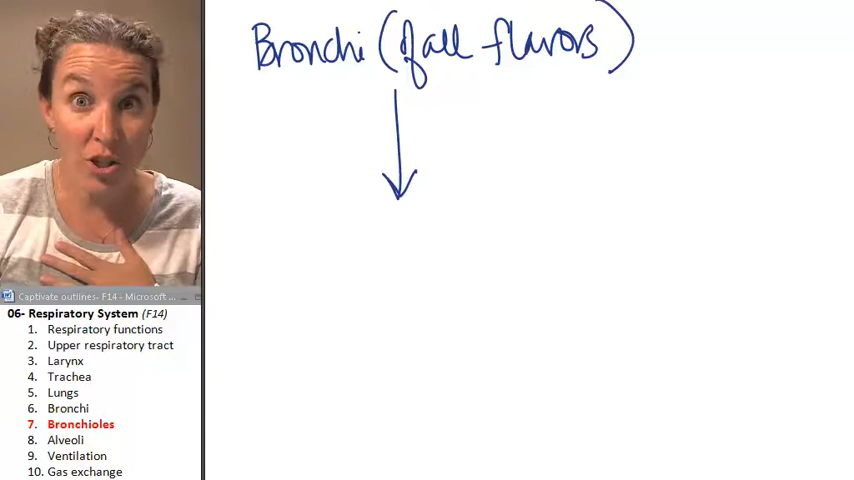 Bronchi (of all flavors)
Captivate outlines- F14 - Microsoft ...
06- Respiratory System (F14)
1. Respiratory functions
2. Upper respiratory tract
3. Larynx
4. Trachea
5. Lungs
6. Bronchi
7. Bronchioles
8. Alveoli
9. Ventilation
10. Gas exchange